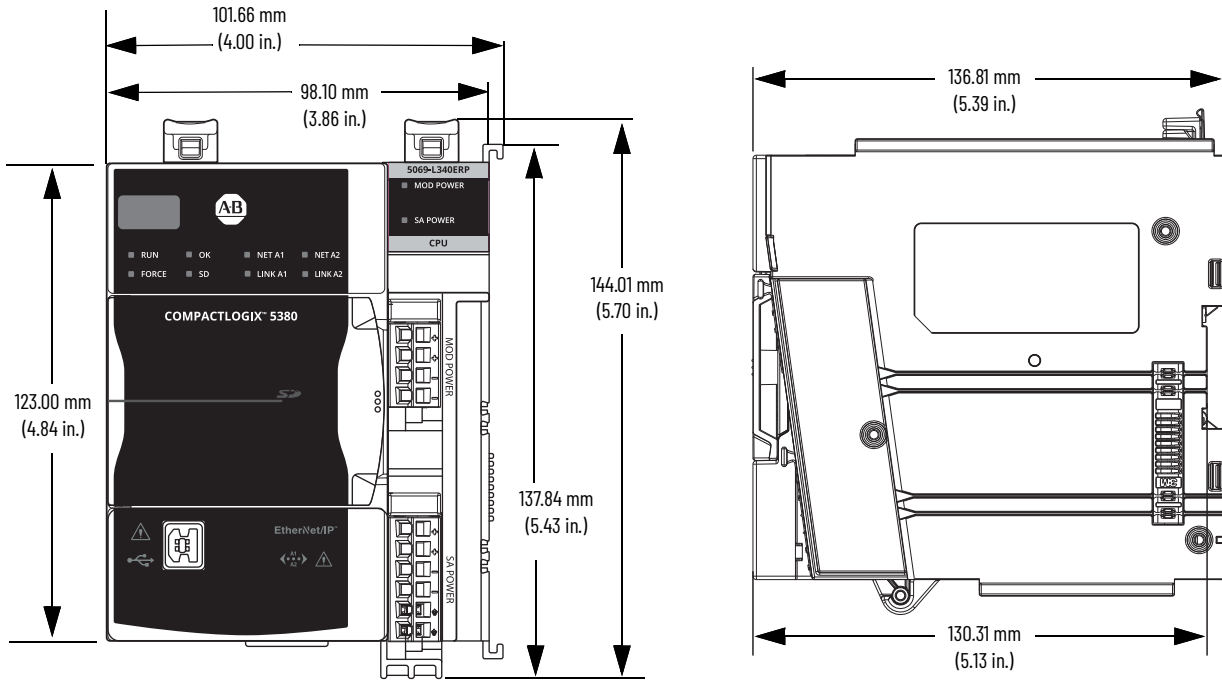 101.66 mm
(4.00 in.)
98.10 mm
(3.86 in.)
136.81 mm
(5.39 in.)
5069-L340ERP
MOD POWER
SA POWER
CPU
A·B
RUN OK NET A1 NET A2
FORCE SD LINK A1 LINK A2
COMPACTLOGIX™ 5380
MOD POWER
SD
144.01 mm
(5.70 in.)
123.00 mm
(4.84 in.)
137.84 mm
(5.43 in.)
EtherNet/IP™
A1
A2
SA POWER
130.31 mm
(5.13 in.)